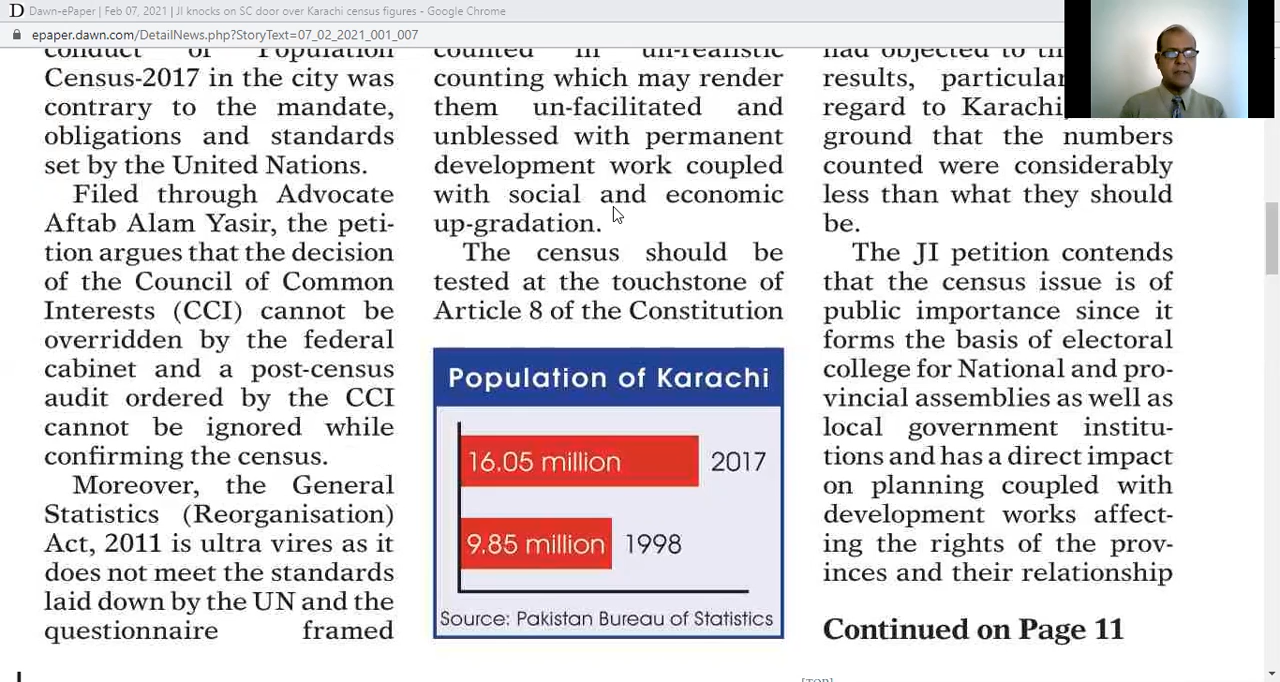 Dawn-ePaper | Feb 07, 2021 | JI knocks on SC door over Karachi census figures - Google Chrome
epaper.dawn.com/DetailNews.php?StoryText=07_02_2021_001_007
conduct of Population
Census-2017 in the city was
contrary to the mandate,
obligations and standards
set by the United Nations.
Filed through Advocate
Aftab Alam Yasir, the peti-
tion argues that the decision
of the Council of Common
Interests (CCI) cannot be
overridden by the federal
cabinet and a post-census
audit ordered by the CCI
cannot be ignored while
confirming the census.
Moreover, the General
Statistics (Reorganisation)
Act, 2011 is ultra vires as it
does not meet the standards
laid down by the UN and the
questionnaire framed
counted in un-realistic
counting which may render
them un-facilitated and
unblessed with permanent
development work coupled
with social and economic
up-gradation.
The census should be
tested at the touchstone of
Article 8 of the Constitution
Population of Karachi
16.05 million 2017
9.85 million 1998
Source: Pakistan Bureau of Statistics
had objected to
results,
regard to Karachi,
ground that the numbers
counted were considerably
less than what they should
be.
The JI petition contends
that the census issue is of
public importance since it
forms the basis of electoral
college for National and pro-
vincial assemblies as well as
local government institu-
tions and has a direct impact
on planning coupled with
development works affect-
ing the rights of the prov-
inces and their relationship
Continued on Page 11
[TOP]